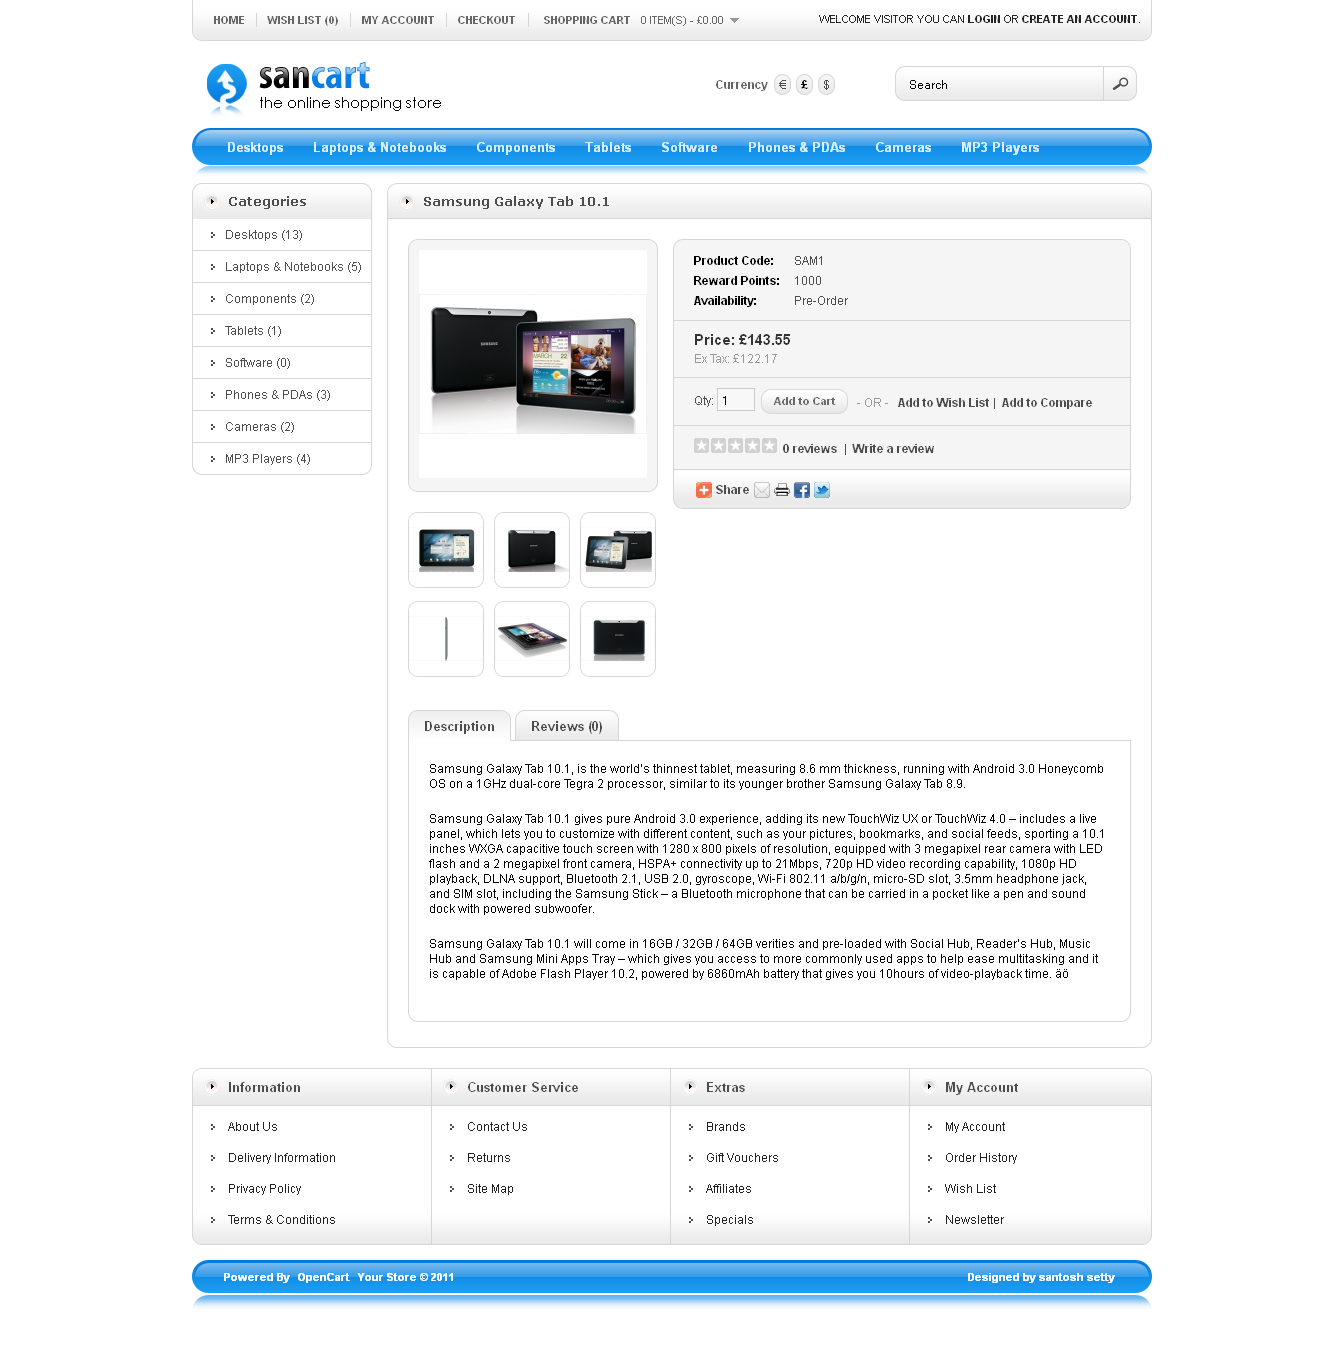 HOME WISH LIST (0) MY ACCOUNT CHECKOUT SHOPPING CART 0 ITEM(S) - £0.00 WELCOME VISITOR YOU CAN LOGIN OR CREATE AN ACCOUNT.
sancart
the online shopping store
Currency € £ $ Search
Desktops Laptops & Notebooks Components Tablets Software Phones & PDAs Cameras MP3 Players
Categories
Desktops (13)
Laptops & Notebooks (5)
Components (2)
Tablets (1)
Software (0)
Phones & PDAs (3)
Cameras (2)
MP3 Players (4)
Samsung Galaxy Tab 10.1
SAMSUNG
MARCH 22
Product Code: SAM1
Reward Points: 1000
Availability: Pre-Order
Price: £143.55
Ex Tax: £122.17
Qty: 1 Add to Cart - OR - Add to Wish List | Add to Compare
0 reviews | Write a review
Share
Description Reviews (0)
Samsung Galaxy Tab 10.1, is the world's thinnest tablet, measuring 8.6 mm thickness, running with Android 3.0 Honeycomb
OS on a 1GHz dual-core Tegra 2 processor, similar to its younger brother Samsung Galaxy Tab 8.9.
Samsung Galaxy Tab 10.1 gives pure Android 3.0 experience, adding its new TouchWiz UX or TouchWiz 4.0 – includes a live
panel, which lets you to customize with different content, such as your pictures, bookmarks, and social feeds, sporting a 10.1
inches WXGA capacitive touch screen with 1280 x 800 pixels of resolution, equipped with 3 megapixel rear camera with LED
flash and a 2 megapixel front camera, HSPA+ connectivity up to 21Mbps, 720p HD video recording capability, 1080p HD
playback, DLNA support, Bluetooth 2.1, USB 2.0, gyroscope, Wi-Fi 802.11 a/b/g/n, micro-SD slot, 3.5mm headphone jack,
and SIM slot, including the Samsung Stick – a Bluetooth microphone that can be carried in a pocket like a pen and sound
dock with powered subwoofer.
Samsung Galaxy Tab 10.1 will come in 16GB / 32GB / 64GB verities and pre-loaded with Social Hub, Reader's Hub, Music
Hub and Samsung Mini Apps Tray – which gives you access to more commonly used apps to help ease multitasking and it
is capable of Adobe Flash Player 10.2, powered by 6860mAh battery that gives you 10hours of video-playback time. äö
Information
About Us
Delivery Information
Privacy Policy
Terms & Conditions
Customer Service
Contact Us
Returns
Site Map
Extras
Brands
Gift Vouchers
Affiliates
Specials
My Account
My Account
Order History
Wish List
Newsletter
Powered By OpenCart Your Store © 2011 Designed by santosh setty